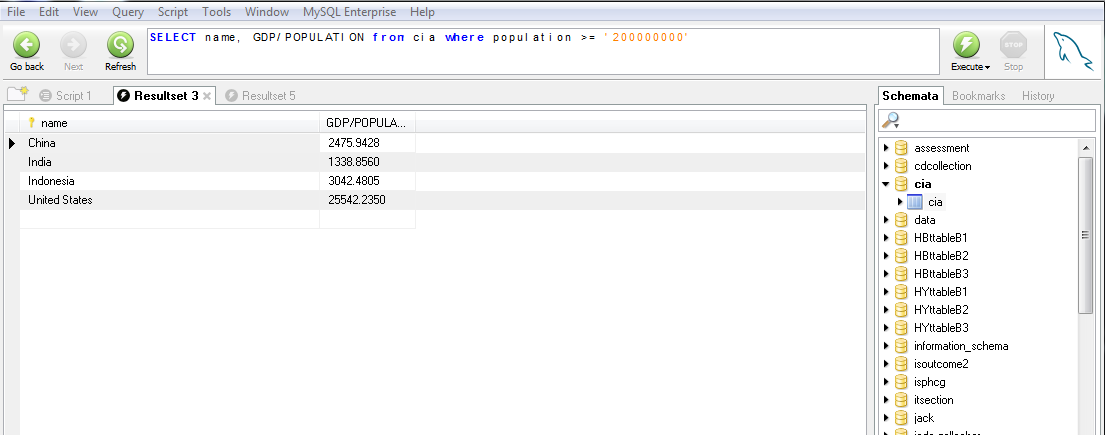 File Edit View Query Script Tools Window MySQL Enterprise Help
SELECT name, GDP/POPULATION from cia where population >= '200000000'
Go back Next Refresh Execute STOP Stop
Script 1 Resultset 3 Resultset 5
Schemata Bookmarks History
name GDP/POPULA...
China 2475.9428
India 1338.8560
Indonesia 3042.4805
United States 25542.2350
assessment
cdcollection
cia
cia
data
HBttableB1
HBttableB2
HBttableB3
HYttableB1
HYttableB2
HYttableB3
information_schema
isoutcome2
isphcg
itsection
jack